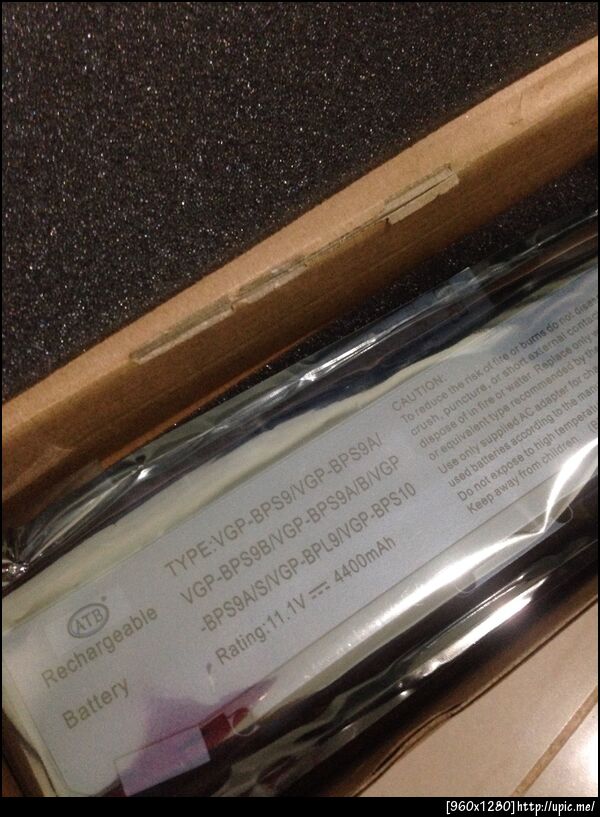 ATB®
Rechargeable
Battery
TYPE:VGP-BPS9/VGP-BPS9A/
VGP-BPS9B/VGP-BPS9A/B/VGP
-BPS9A/S/VGP-BPL9/VGP-BPS10
Rating:11.1V⎓4400mAh
CAUTION:
To reduce the risk of fire or burns do not
crush, puncture, or short external
dispose of in fire or water. Replace only
or equivalent type recommended by the
Use only supplied AC adapter for
used batteries according to the
Do not expose to high
Keep away from children.
[960x1280]http://upic.me/